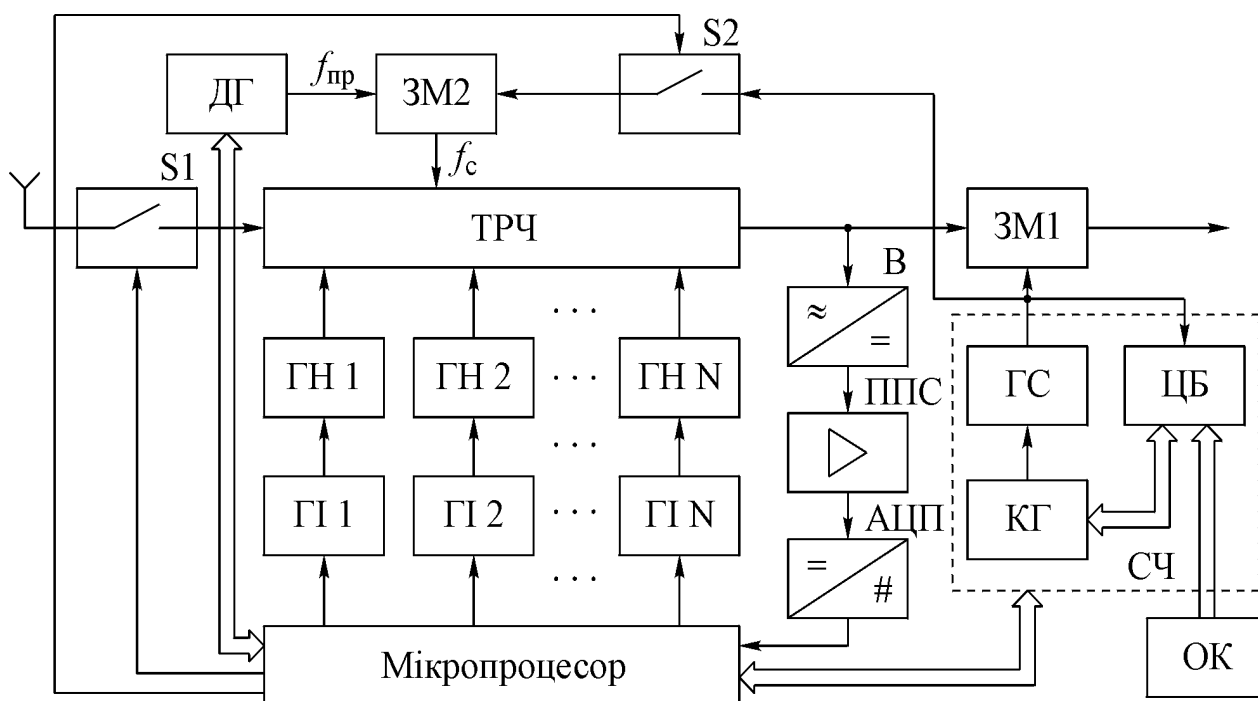 S2
ДГ
fпр
ЗМ2
S1
fс
ТРЧ
ЗМ1
В
≈
=
ГН 1
ГН 2
. . .
ГН N
ППС
ГС
ЦБ
ГІ 1
ГІ 2
. . .
ГІ N
АЦП
КГ
СЧ
=
#
. . .
. . .
. . .
Мікропроцесор
ОК